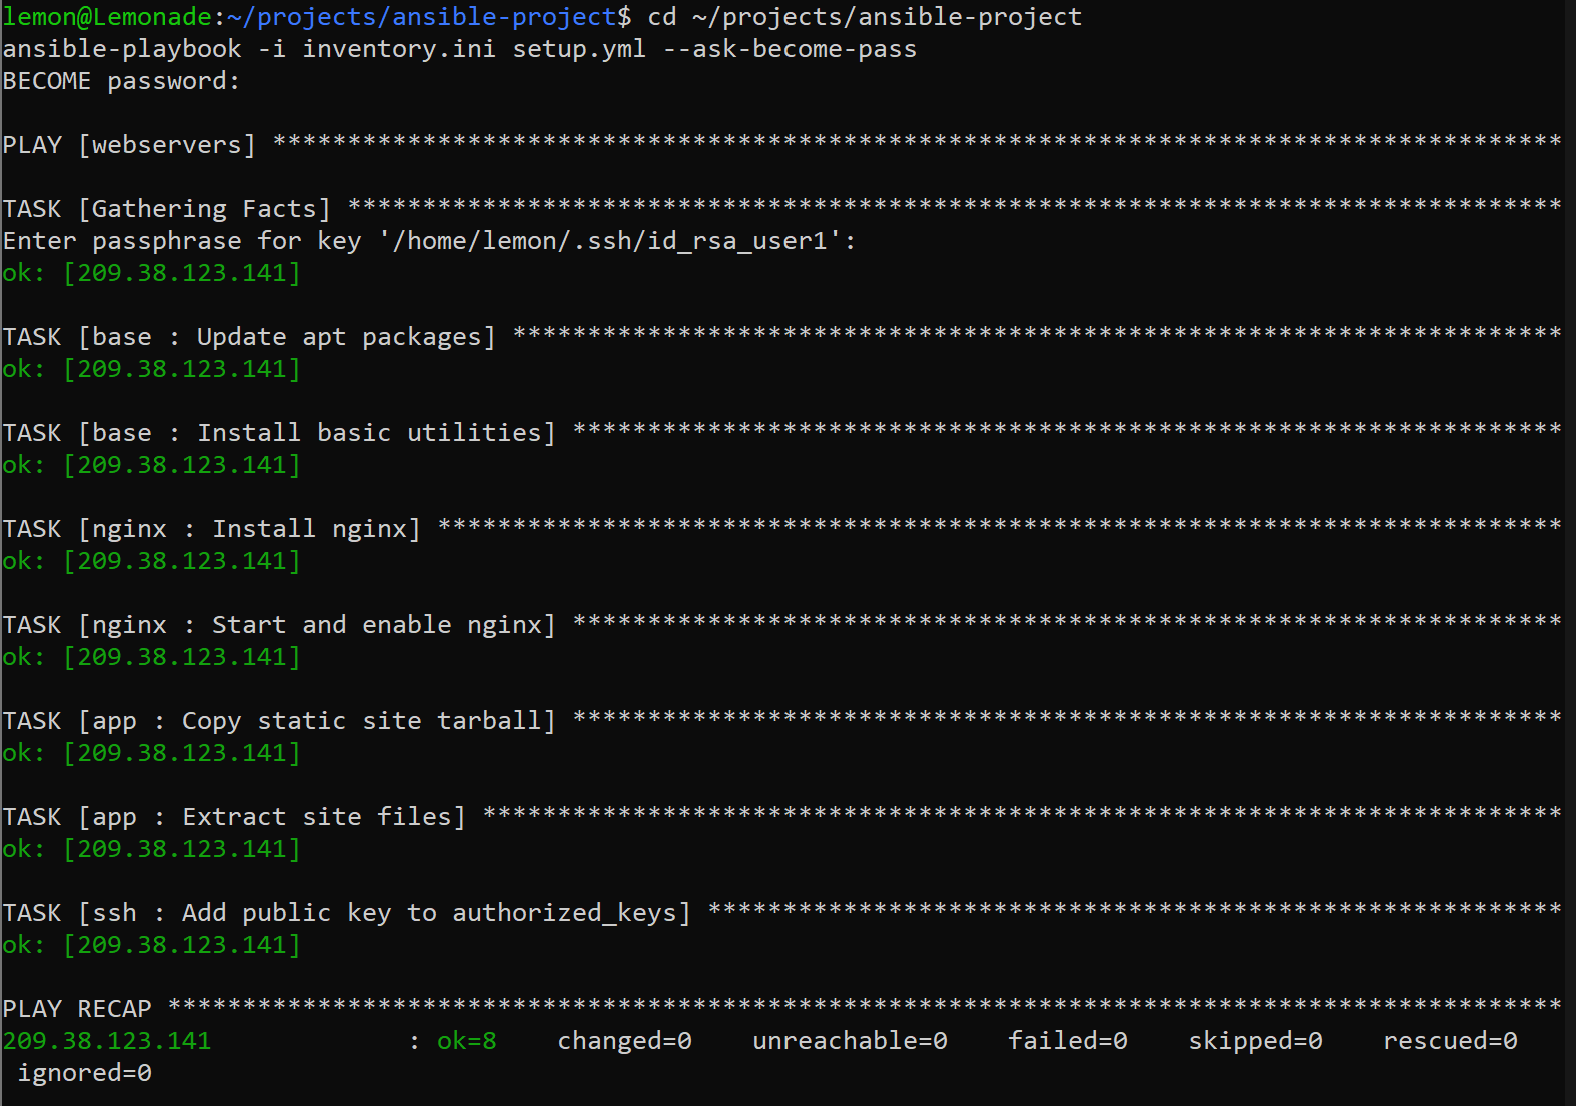 lemon@Lemonade:~/projects/ansible-project$ cd ~/projects/ansible-project
ansible-playbook -i inventory.ini setup.yml --ask-become-pass
BECOME password:
PLAY [webservers] **************************************************************************************
TASK [Gathering Facts] *********************************************************************************
Enter passphrase for key '/home/lemon/.ssh/id_rsa_user1':
ok: [209.38.123.141]
TASK [base : Update apt packages] **********************************************************************
ok: [209.38.123.141]
TASK [base : Install basic utilities] ******************************************************************
ok: [209.38.123.141]
TASK [nginx : Install nginx] ***************************************************************************
ok: [209.38.123.141]
TASK [nginx : Start and enable nginx] ******************************************************************
ok: [209.38.123.141]
TASK [app : Copy static site tarball] ******************************************************************
ok: [209.38.123.141]
TASK [app : Extract site files] ************************************************************************
ok: [209.38.123.141]
TASK [ssh : Add public key to authorized_keys] *********************************************************
ok: [209.38.123.141]
PLAY RECAP *********************************************************************************************
209.38.123.141             : ok=8    changed=0    unreachable=0    failed=0    skipped=0    rescued=0
 ignored=0